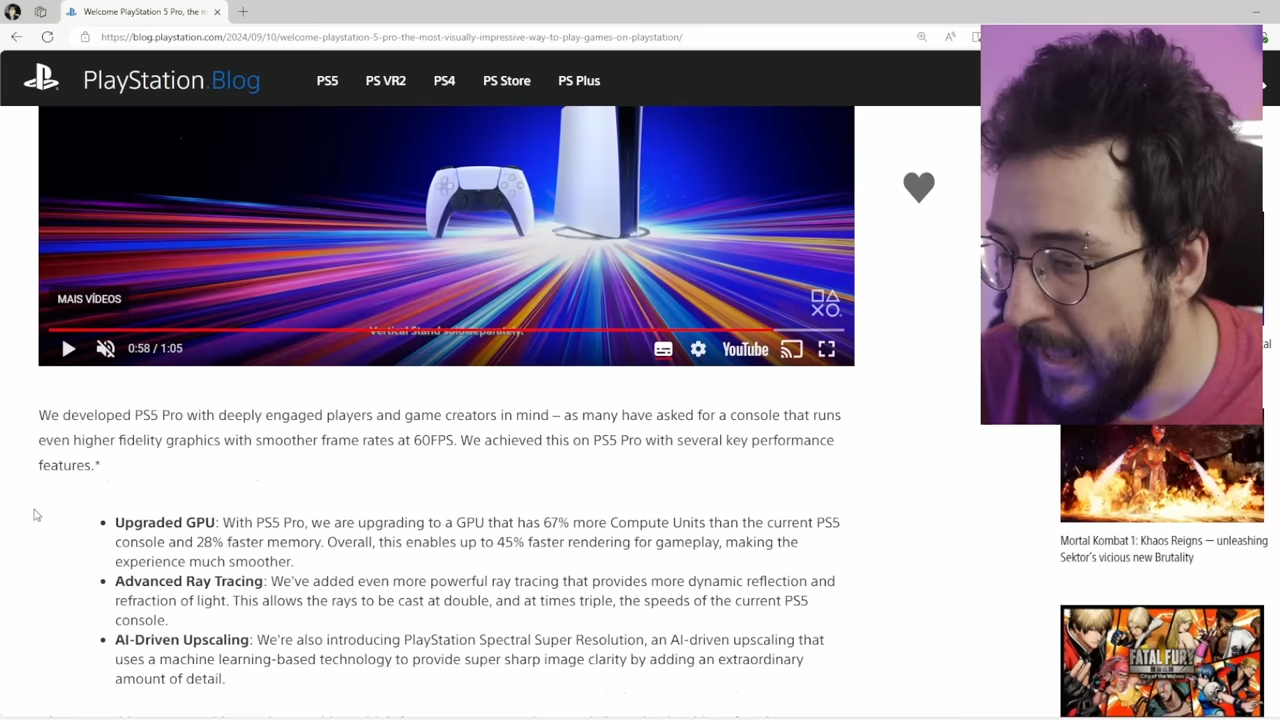 Welcome PlayStation 5 Pro, the m
https://blog.playstation.com/2024/09/10/welcome-playstation-5-pro-the-most-visually-impressive-way-to-play-games-on-playstation/
PlayStation.Blog
PS5
PS VR2
PS4
PS Store
PS Plus
MAIS VÍDEOS
Vertical Stand sold separately.
0:58 / 1:05
YouTube
We developed PS5 Pro with deeply engaged players and game creators in mind – as many have asked for a console that runs
even higher fidelity graphics with smoother frame rates at 60FPS. We achieved this on PS5 Pro with several key performance
features.*
• Upgraded GPU: With PS5 Pro, we are upgrading to a GPU that has 67% more Compute Units than the current PS5
console and 28% faster memory. Overall, this enables up to 45% faster rendering for gameplay, making the
experience much smoother.
• Advanced Ray Tracing: We've added even more powerful ray tracing that provides more dynamic reflection and
refraction of light. This allows the rays to be cast at double, and at times triple, the speeds of the current PS5
console.
• AI-Driven Upscaling: We're also introducing PlayStation Spectral Super Resolution, an AI-driven upscaling that
uses a machine learning-based technology to provide super sharp image clarity by adding an extraordinary
amount of detail.
al
Mortal Kombat 1: Khaos Reigns — unleashing
Sektor's vicious new Brutality
FATAL FURY
City of the Wolves